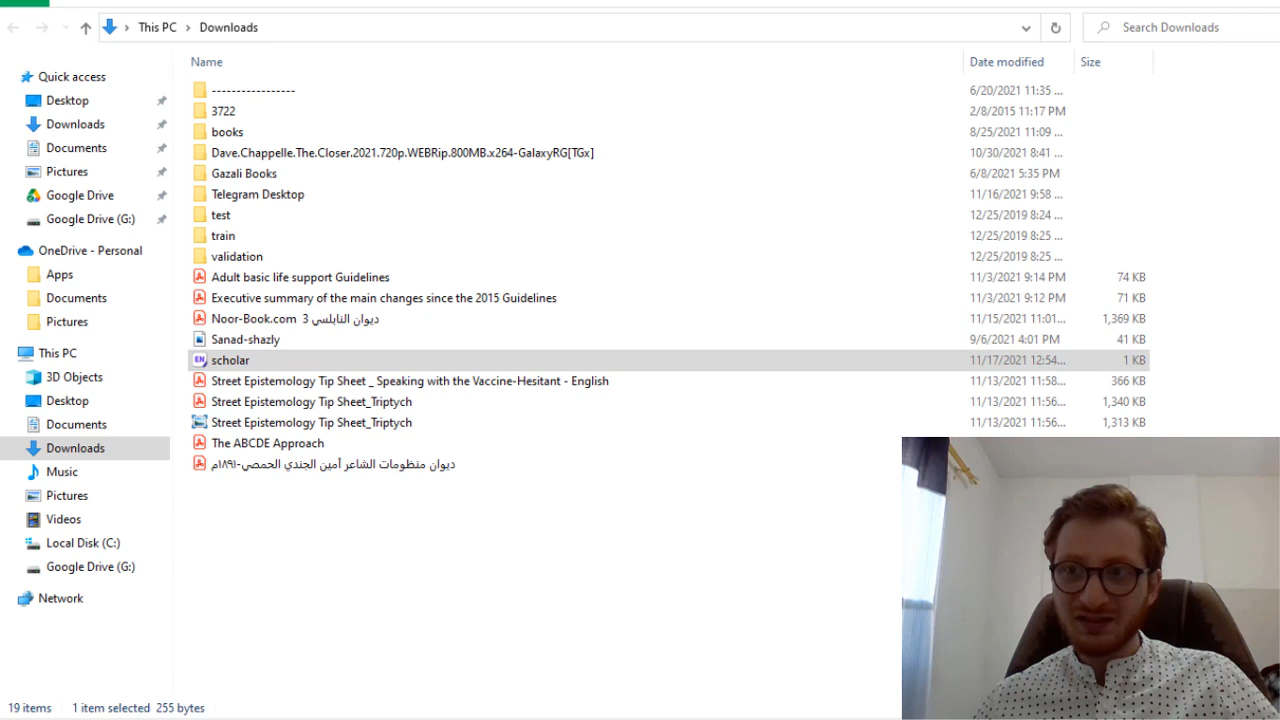 This PC > Downloads
Search Downloads
Name Date modified Size
Quick access
Desktop
Downloads
Documents
Pictures
Google Drive
Google Drive (G:)
OneDrive - Personal
Apps
Documents
Pictures
This PC
3D Objects
Desktop
Documents
Downloads
Music
Pictures
Videos
Local Disk (C:)
Google Drive (G:)
Network
----------------- 6/20/2021 11:35 ...
3722 2/8/2015 11:17 PM
books 8/25/2021 11:09 ...
Dave.Chappelle.The.Closer.2021.720p.WEBRip.800MB.x264-GalaxyRG[TGx] 10/30/2021 8:41 ...
Gazali Books 6/8/2021 5:35 PM
Telegram Desktop 11/16/2021 9:58 ...
test 12/25/2019 8:24 ...
train 12/25/2019 8:25 ...
validation 12/25/2019 8:25 ...
Adult basic life support Guidelines 11/3/2021 9:14 PM 74 KB
Executive summary of the main changes since the 2015 Guidelines 11/3/2021 9:12 PM 71 KB
Noor-Book.com ديوان النابلسي 3 11/15/2021 11:01... 1,369 KB
Sanad-shazly 9/6/2021 4:01 PM 41 KB
EN scholar 11/17/2021 12:54... 1 KB
Street Epistemology Tip Sheet _ Speaking with the Vaccine-Hesitant - English 11/13/2021 11:58... 366 KB
Street Epistemology Tip Sheet_Triptych 11/13/2021 11:56... 1,340 KB
Street Epistemology Tip Sheet_Triptych 11/13/2021 11:56... 1,313 KB
The ABCDE Approach
ديوان منظومات الشاعر أمين الجندي الحمصي-١٨٩١م
19 items 1 item selected 255 bytes